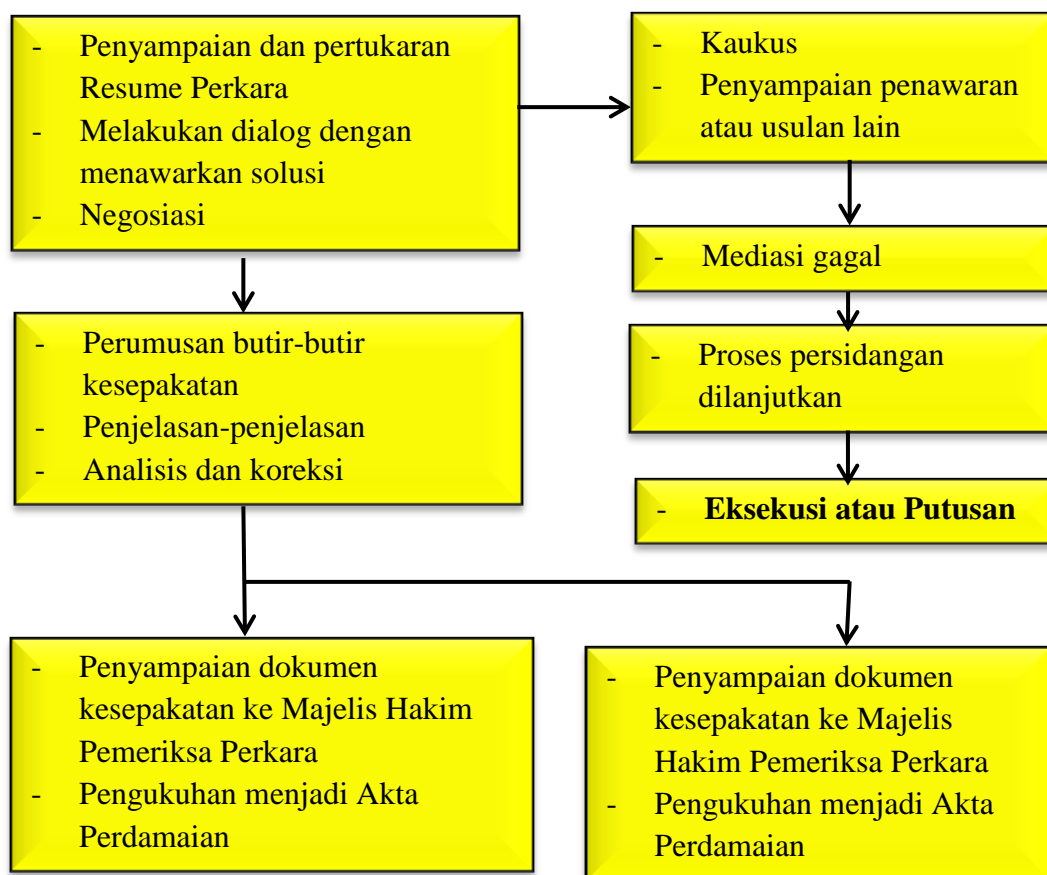 - Penyampaian dan pertukaran
Resume Perkara
- Melakukan dialog dengan
menawarkan solusi
- Negosiasi
- Kaukus
- Penyampaian penawaran
atau usulan lain
- Mediasi gagal
- Proses persidangan
dilanjutkan
- Eksekusi atau Putusan
- Perumusan butir-butir
kesepakatan
- Penjelasan-penjelasan
- Analisis dan koreksi
- Penyampaian dokumen
kesepakatan ke Majelis Hakim
Pemeriksa Perkara
- Pengukuhan menjadi Akta
Perdamaian
- Penyampaian dokumen
kesepakatan ke Majelis
Hakim Pemeriksa Perkara
- Pengukuhan menjadi Akta
Perdamaian